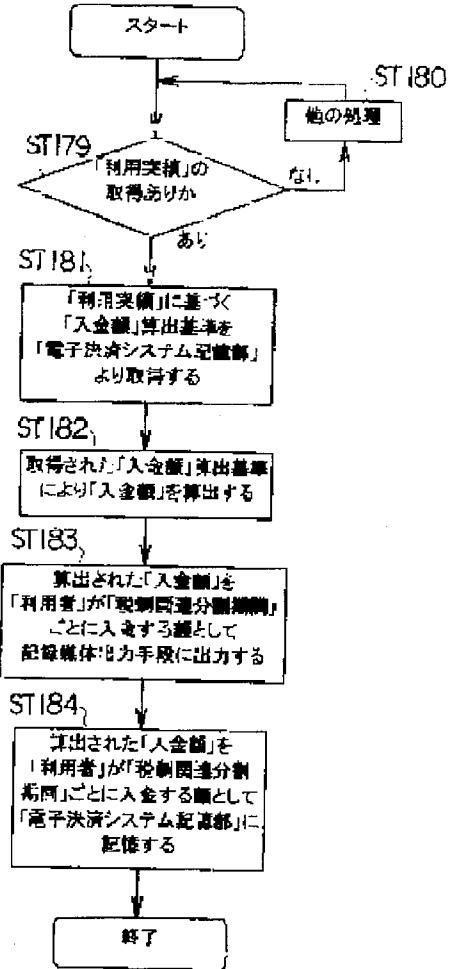 スタート
ST180
他の処理
ST179
「利用実績」の
取得ありか
なし
あり
ST181
「利用実績」に基づく
「入金額」算出基準を
「電子決済システム記憶部」
より取得する
ST182
取得された「入金額」算出基準
により「入金額」を算出する
ST183
算出された「入金額」を
「利用者」が「税制関連分割期間」
ごとに入金する額として
記録媒体出力手段に出力する
ST184
算出された「入金額」を
「利用者」が「税制関連分割
期間」ごとに入金する額として
「電子決済システム記憶部」に
記憶する
終了